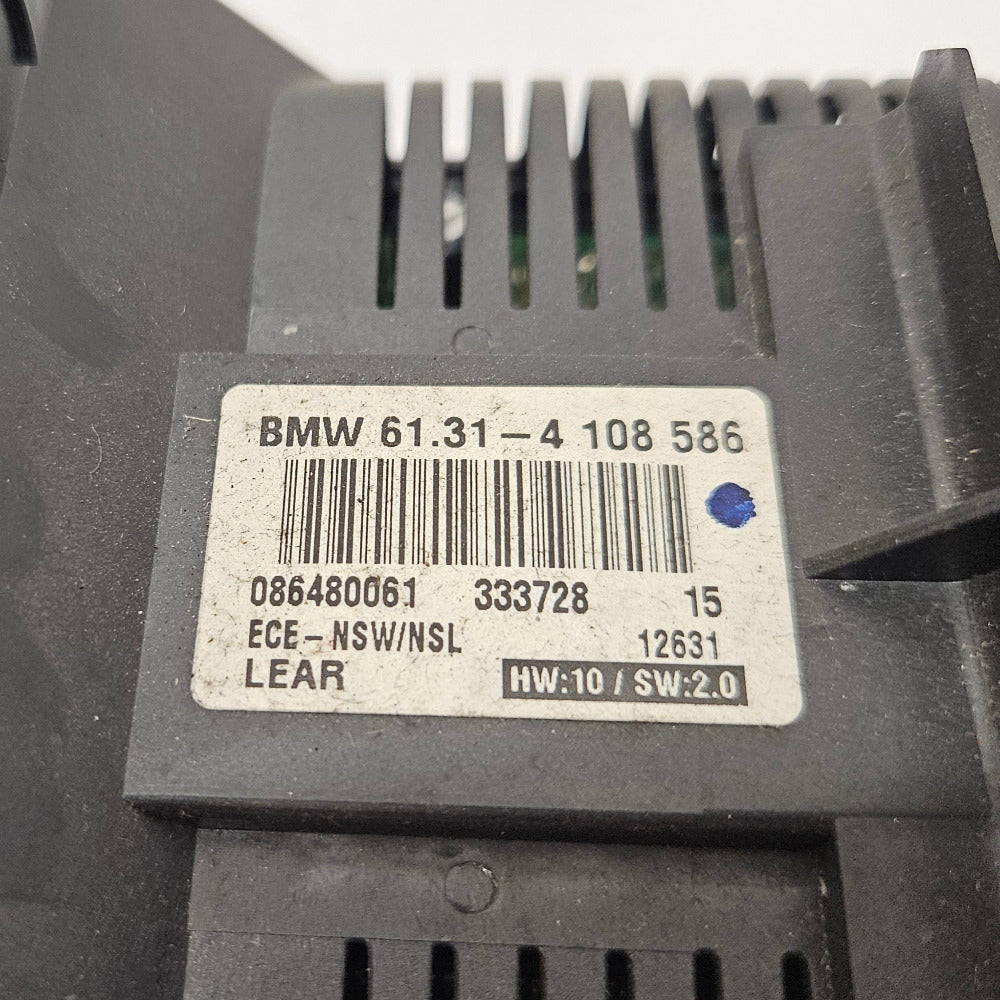 BMW 61.31-4 108 586
086480061 333728 15
ECE-NSW/NSL 12631
LEAR HW:10 / SW:2.0